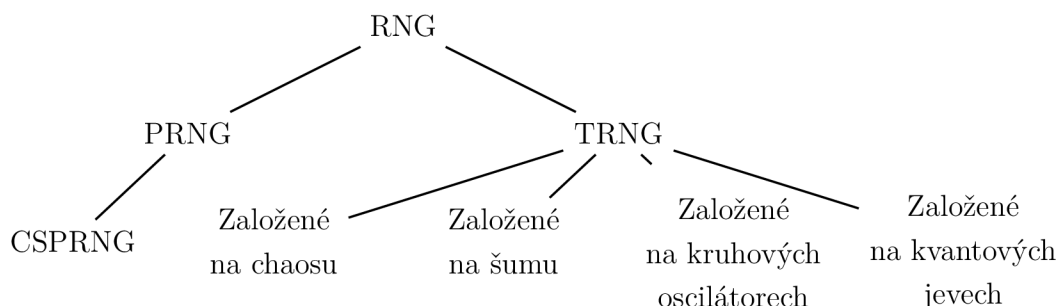 RNG
PRNG
TRNG
CSPRNG
Založené
na chaosu
Založené
na šumu
Založené
na kruhových
oscilátorech
Založené
na kvantových
jevech